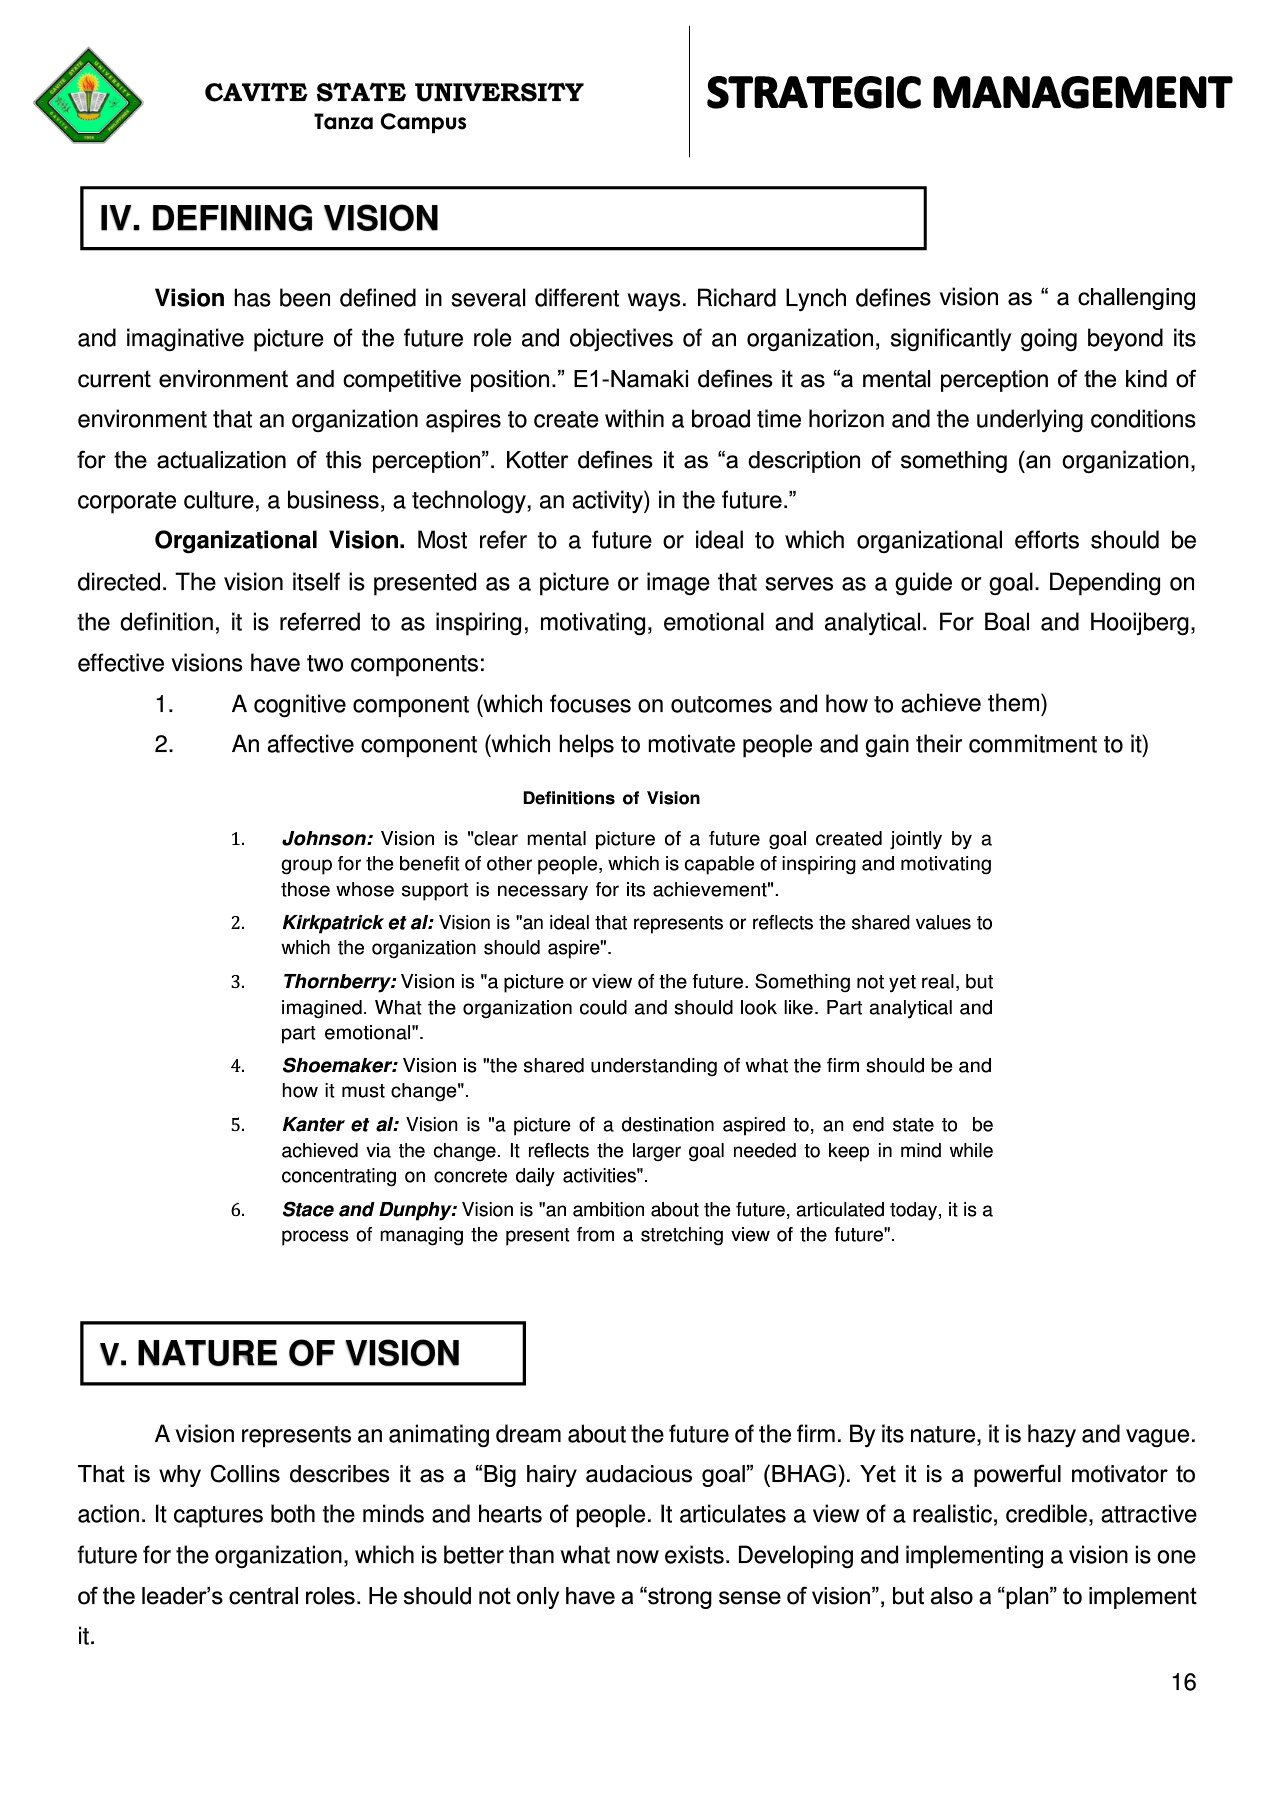 CAVITE STATE UNIVERSITY
Tanza Campus
STRATEGIC MANAGEMENT
IV. DEFINING VISION
Vision has been defined in several different ways. Richard Lynch defines vision as “ a challenging
and imaginative picture of the future role and objectives of an organization, significantly going beyond its
current environment and competitive position.” E1-Namaki defines it as “a mental perception of the kind of
environment that an organization aspires to create within a broad time horizon and the underlying conditions
for the actualization of this perception”. Kotter defines it as “a description of something (an organization,
corporate culture, a business, a technology, an activity) in the future.”
Organizational Vision. Most refer to a future or ideal to which organizational efforts should be
directed. The vision itself is presented as a picture or image that serves as a guide or goal. Depending on
the definition, it is referred to as inspiring, motivating, emotional and analytical. For Boal and Hooijberg,
effective visions have two components:
1. A cognitive component (which focuses on outcomes and how to achieve them)
2. An affective component (which helps to motivate people and gain their commitment to it)
Definitions of Vision
1. Johnson: Vision is "clear mental picture of a future goal created jointly by a
group for the benefit of other people, which is capable of inspiring and motivating
those whose support is necessary for its achievement".
2. Kirkpatrick et al: Vision is "an ideal that represents or reflects the shared values to
which the organization should aspire".
3. Thornberry: Vision is "a picture or view of the future. Something not yet real, but
imagined. What the organization could and should look like. Part analytical and
part emotional".
4. Shoemaker: Vision is "the shared understanding of what the firm should be and
how it must change".
5. Kanter et al: Vision is "a picture of a destination aspired to, an end state to be
achieved via the change. It reflects the larger goal needed to keep in mind while
concentrating on concrete daily activities".
6. Stace and Dunphy: Vision is "an ambition about the future, articulated today, it is a
process of managing the present from a stretching view of the future".
V. NATURE OF VISION
A vision represents an animating dream about the future of the firm. By its nature, it is hazy and vague.
That is why Collins describes it as a “Big hairy audacious goal” (BHAG). Yet it is a powerful motivator to
action. It captures both the minds and hearts of people. It articulates a view of a realistic, credible, attractive
future for the organization, which is better than what now exists. Developing and implementing a vision is one
of the leader’s central roles. He should not only have a “strong sense of vision”, but also a “plan” to implement
it.
16